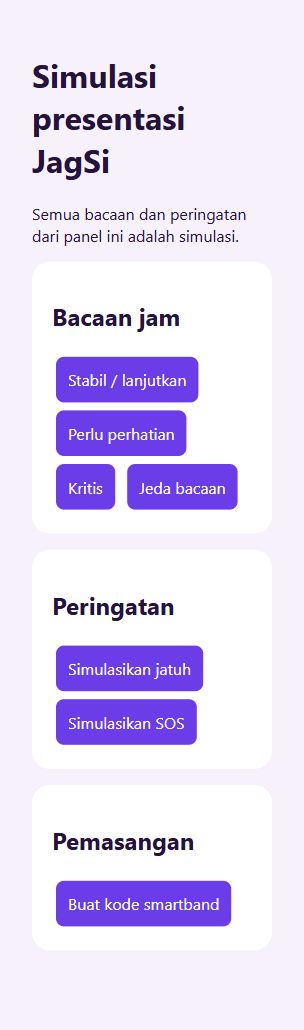 Simulasi
presentasi
JagSi
Semua bacaan dan peringatan
dari panel ini adalah simulasi.
Bacaan jam
Stabil / lanjutkan
Perlu perhatian
Kritis
Jeda bacaan
Peringatan
Simulasikan jatuh
Simulasikan SOS
Pemasangan
Buat kode smartband